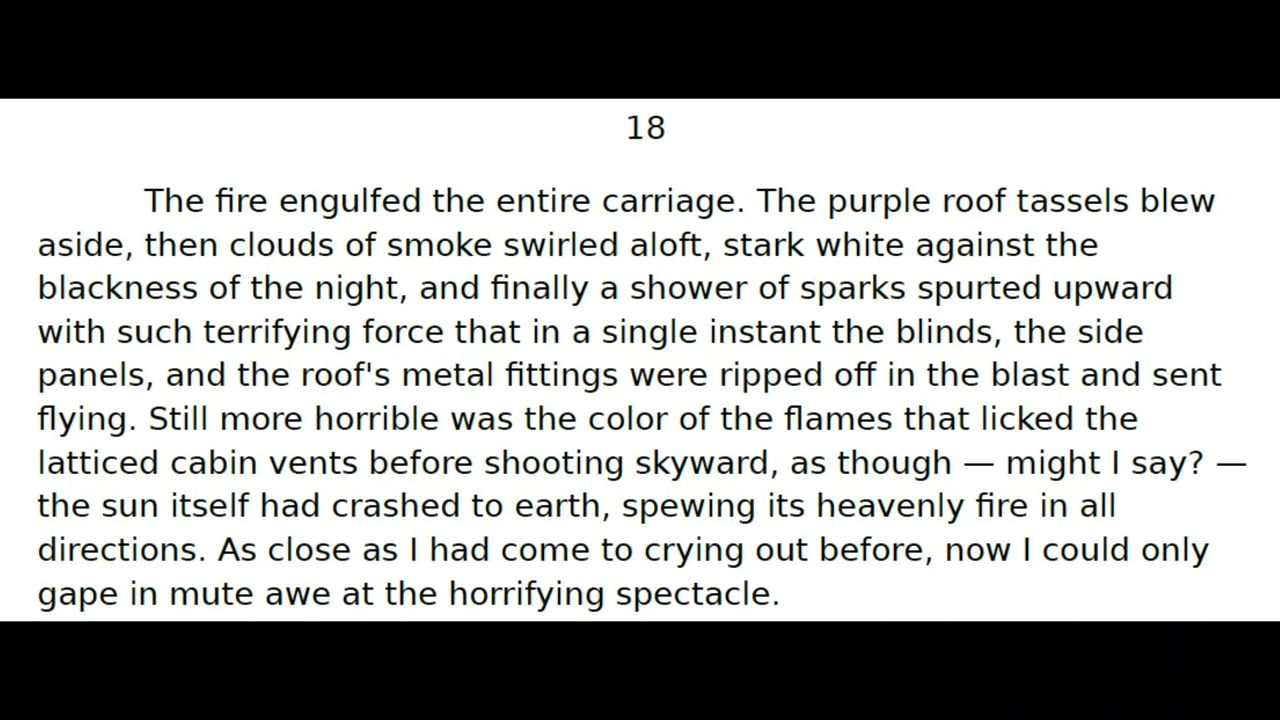 18
The fire engulfed the entire carriage. The purple roof tassels blew
aside, then clouds of smoke swirled aloft, stark white against the
blackness of the night, and finally a shower of sparks spurted upward
with such terrifying force that in a single instant the blinds, the side
panels, and the roof's metal fittings were ripped off in the blast and sent
flying. Still more horrible was the color of the flames that licked the
latticed cabin vents before shooting skyward, as though — might I say? —
the sun itself had crashed to earth, spewing its heavenly fire in all
directions. As close as I had come to crying out before, now I could only
gape in mute awe at the horrifying spectacle.